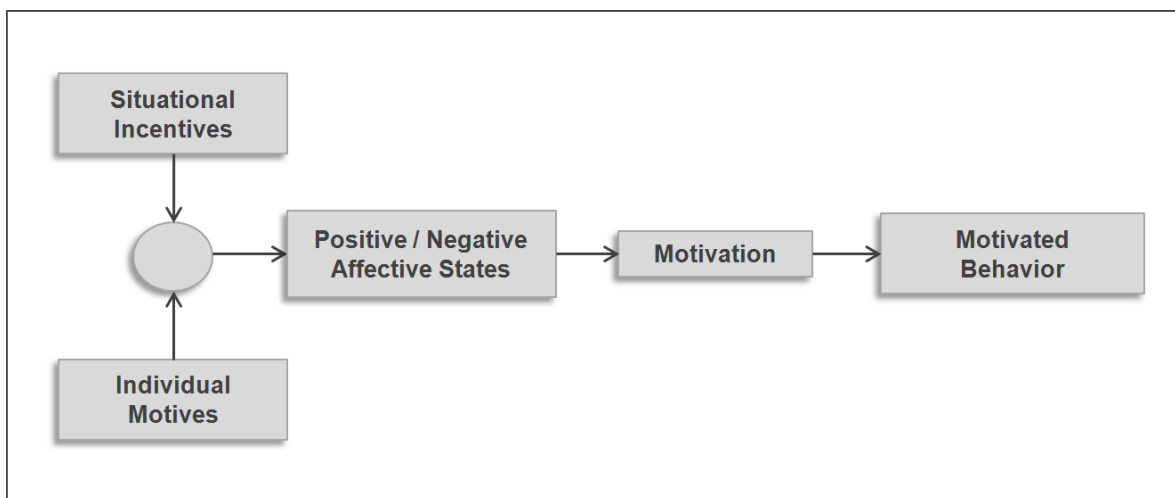 Situational
Incentives
Positive / Negative
Affective States
Motivation
Motivated
Behavior
Individual
Motives